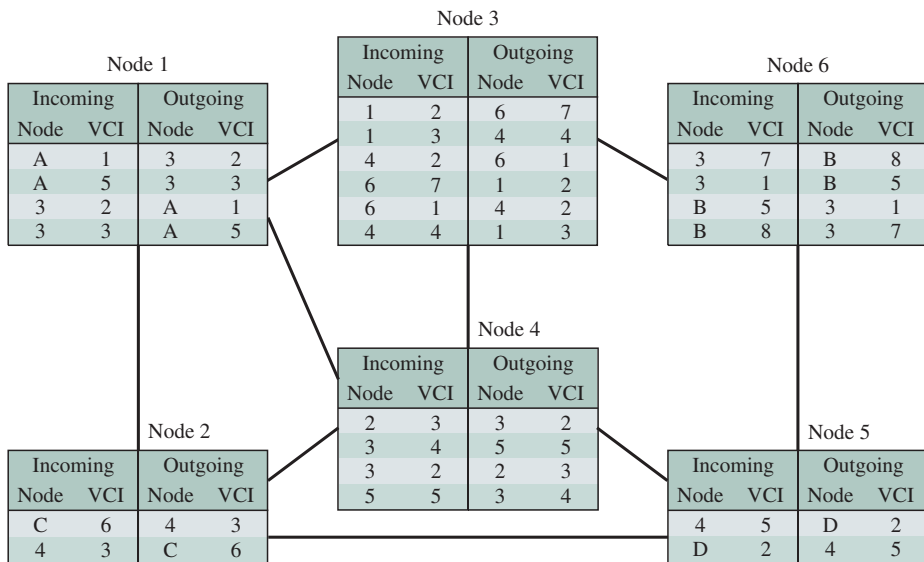 Node 3
Incoming Outgoing
Node VCI Node VCI
1 2 6 7
1 3 4 4
4 2 6 1
6 7 1 2
6 1 4 2
4 4 1 3
Node 1
Incoming Outgoing
Node VCI Node VCI
A 1 3 2
A 5 3 3
3 2 A 1
3 3 A 5
Node 6
Incoming Outgoing
Node VCI Node VCI
3 7 B 8
3 1 B 5
B 5 3 1
B 8 3 7
Node 4
Incoming Outgoing
Node VCI Node VCI
2 3 3 2
3 4 5 5
3 2 2 3
5 5 3 4
Node 2
Incoming Outgoing
Node VCI Node VCI
C 6 4 3
4 3 C 6
Node 5
Incoming Outgoing
Node VCI Node VCI
4 5 D 2
D 2 4 5